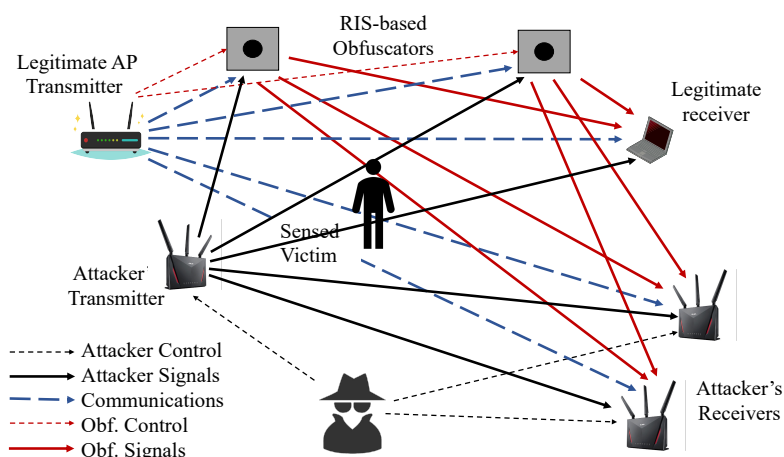 RIS-based
Obfuscators
Legitimate AP
Transmitter
Legitimate
receiver
Sensed
Victim
Attacker
Transmitter
Attacker Control
Attacker Signals
Communications
Obf. Control
Obf. Signals
Attacker's
Receivers